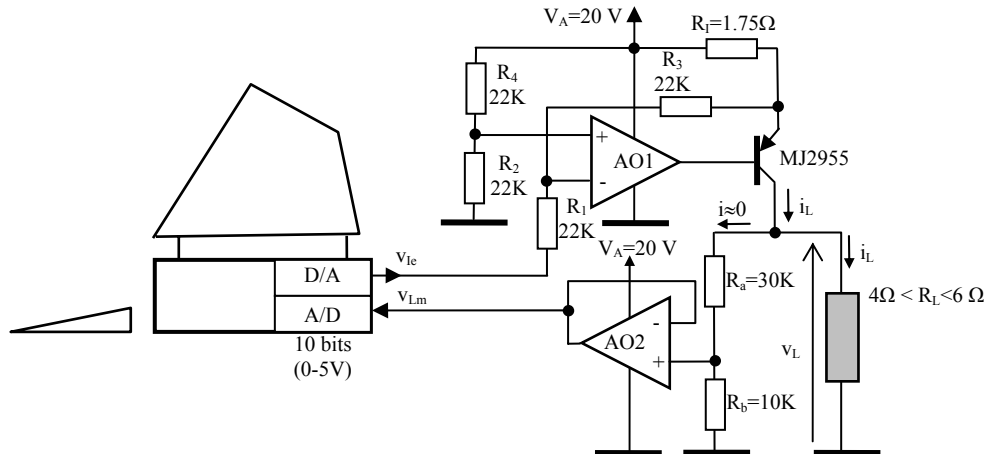 V_A=20 V
R_I=1.75Ω
R_4
22K
R_3
22K
+
-
AO1
MJ2955
R_2
22K
R_1
22K
i≈0
i_L
i_L
V_A=20 V
v_Ie
D/A
v_Lm
A/D
10 bits
(0-5V)
-
+
AO2
R_a=30K
R_b=10K
v_L
4Ω < R_L<6 Ω